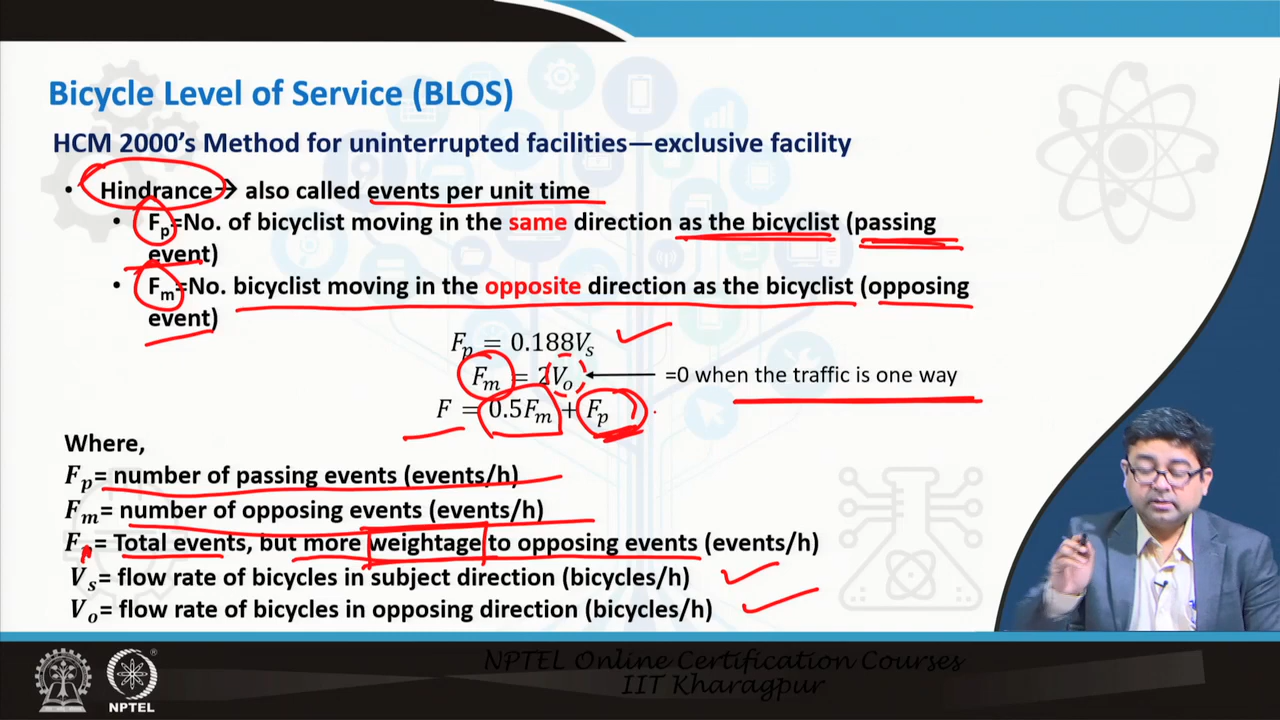 Bicycle Level of Service (BLOS)
HCM 2000's Method for uninterrupted facilities—exclusive facility
• Hindrance→ also called events per unit time
• Fp=No. of bicyclist moving in the same direction as the bicyclist (passing
event)
• Fm=No. bicyclist moving in the opposite direction as the bicyclist (opposing
event)
Fp = 0.188Vs
Fm = 2Vo ← =0 when the traffic is one way
F = 0.5Fm + Fp
Where,
Fp= number of passing events (events/h)
Fm= number of opposing events (events/h)
F = Total events, but more weightage to opposing events (events/h)
Vs= flow rate of bicycles in subject direction (bicycles/h)
Vo= flow rate of bicycles in opposing direction (bicycles/h)
NPTEL Online Certification Courses
IIT Kharagpur
NPTEL